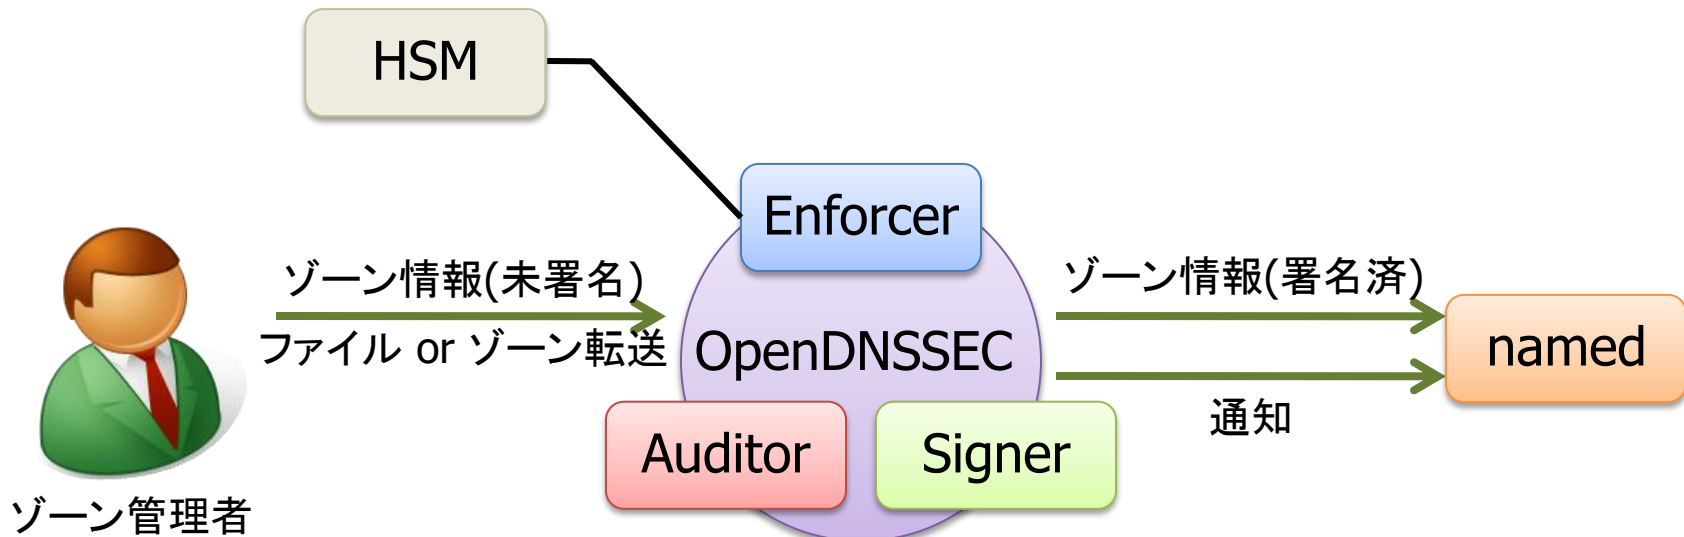 HSM
Enforcer
ゾーン情報(未署名)
ファイル or ゾーン転送
OpenDNSSEC
ゾーン情報(署名済)
named
通知
Auditor
Signer
ゾーン管理者